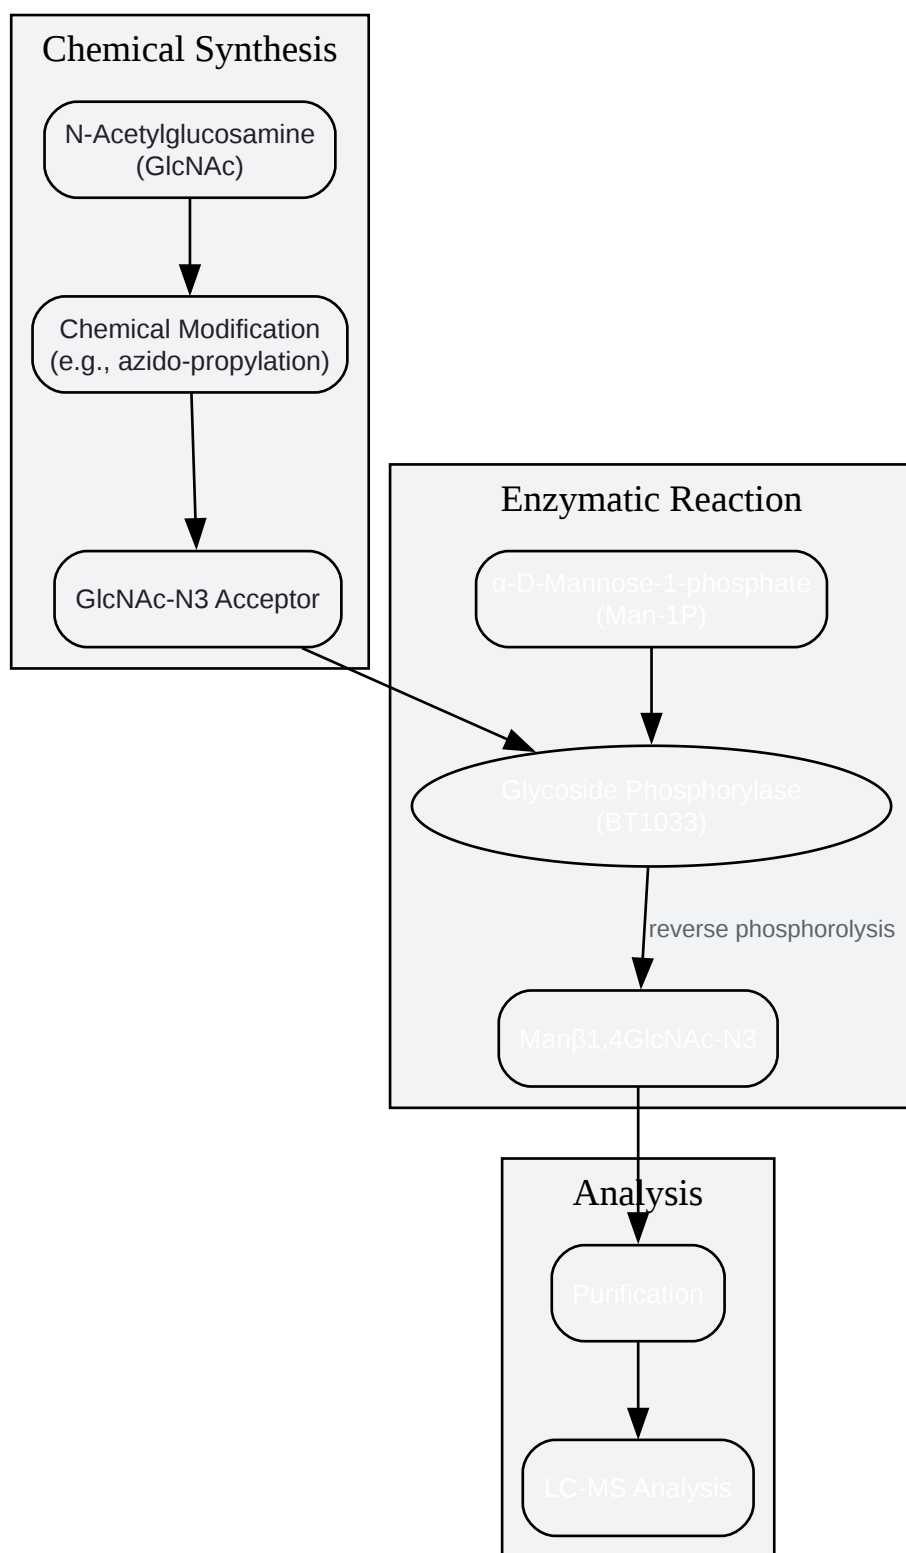 Chemical Synthesis
N-Acetylglucosamine
(GlcNAc)
Chemical Modification
(e.g., azido-propylation)
GlcNAc-N3 Acceptor
Enzymatic Reaction
α-D-Mannose-1-phosphate
(Man-1P)
Glycoside Phosphorylase
(BT1033)
reverse phosphorolysis
Manβ1,4GlcNAc-N3
Analysis
Purification
LC-MS Analysis